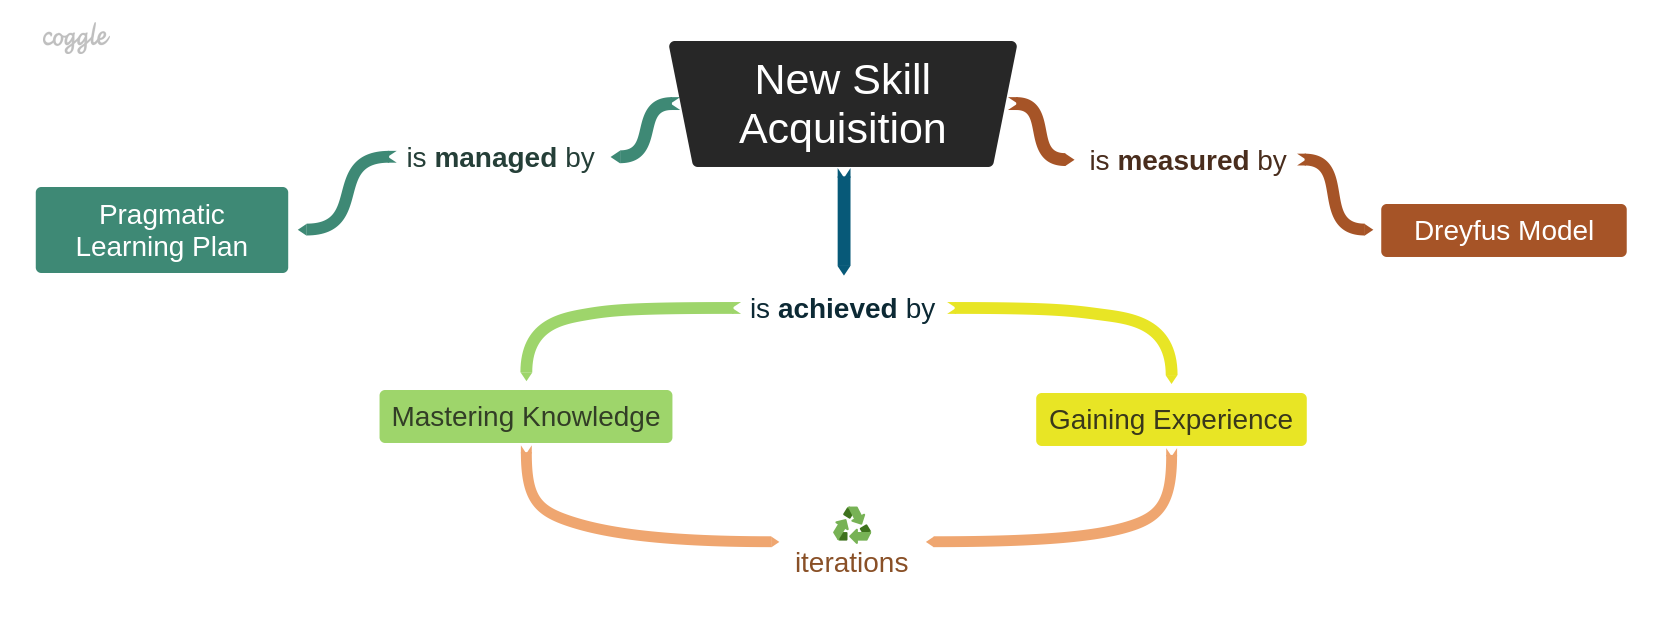 coggle
New Skill
Acquisition
is managed by
is measured by
Pragmatic
Learning Plan
Dreyfus Model
is achieved by
Mastering Knowledge
Gaining Experience
iterations